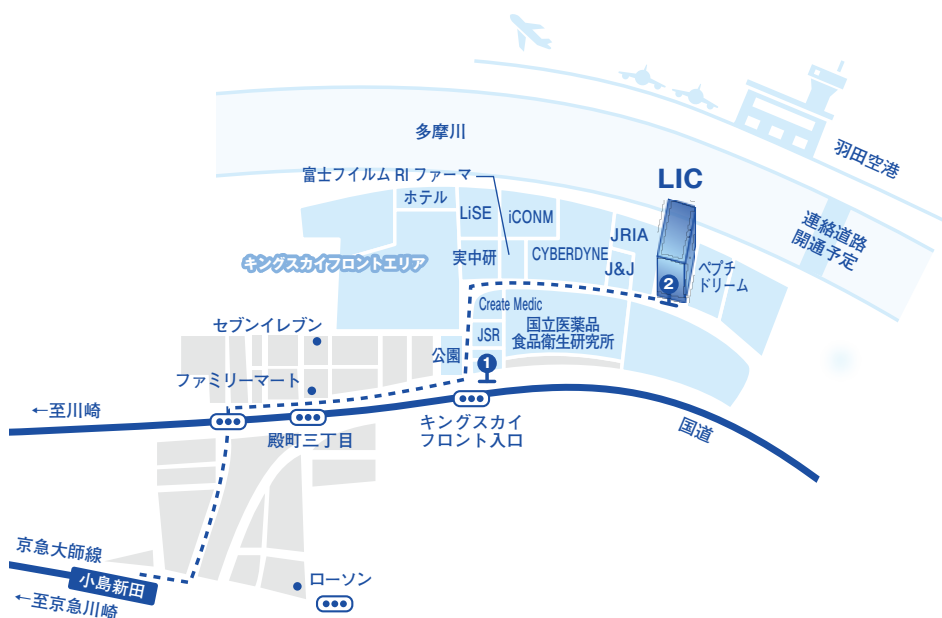 多摩川
羽田空港
富士フイルム RI ファーマ
LIC
ホテル
LiSE
iCONM
連絡道路
開通予定
JRIA
キングスカイフロントエリア
実中研
CYBERDYNE
J&J
ペプチ
ドリーム
2
Create Medic
セブンイレブン
国立医薬品
食品衛生研究所
JSR
公園
1
ファミリーマート
←至川崎
殿町三丁目
キングスカイ
フロント入口
国道
京急大師線
小島新田
ローソン
←至京急川崎